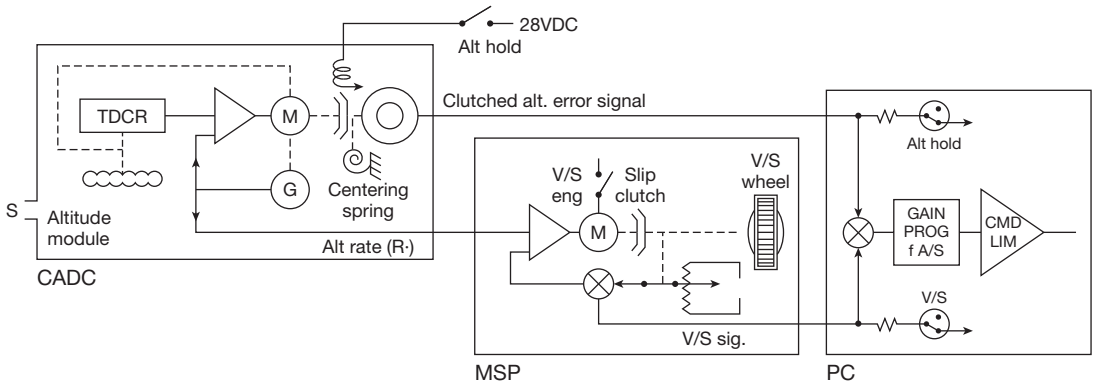 28VDC
Alt hold
TDCR
M
Clutched alt. error signal
G
Centering
spring
S
Altitude
module
Alt rate (R·)
CADC
V/S
eng
Slip
clutch
V/S
wheel
M
V/S sig.
MSP
Alt hold
GAIN
PROG
f A/S
CMD
LIM
V/S
PC